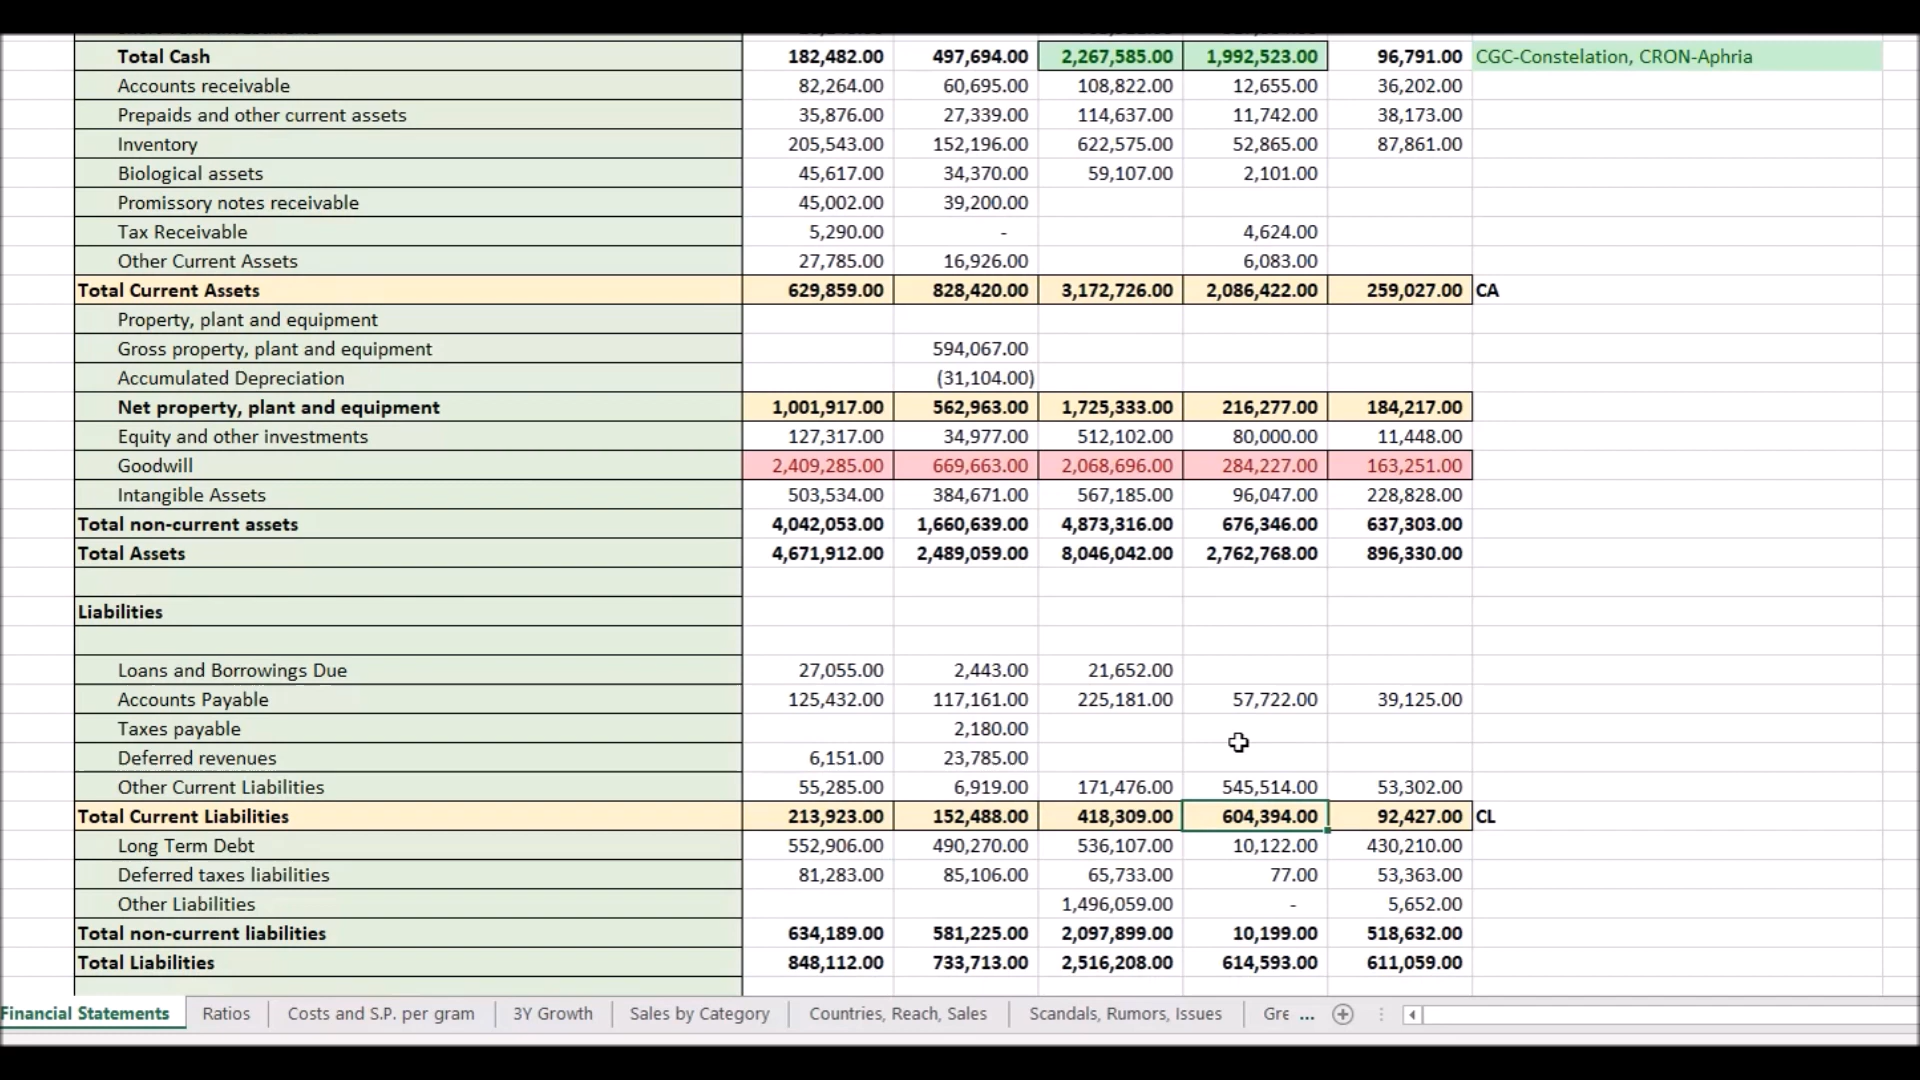 Total Cash 182,482.00 497,694.00 2,267,585.00 1,992,523.00 96,791.00 CGC-Constelation, CRON-Aphria
Accounts receivable 82,264.00 60,695.00 108,822.00 12,655.00 36,202.00
Prepaids and other current assets 35,876.00 27,339.00 114,637.00 11,742.00 38,173.00
Inventory 205,543.00 152,196.00 622,575.00 52,865.00 87,861.00
Biological assets 45,617.00 34,370.00 59,107.00 2,101.00
Promissory notes receivable 45,002.00 39,200.00
Tax Receivable 5,290.00 - 4,624.00
Other Current Assets 27,785.00 16,926.00 6,083.00
Total Current Assets 629,859.00 828,420.00 3,172,726.00 2,086,422.00 259,027.00 CA
Property, plant and equipment
Gross property, plant and equipment 594,067.00
Accumulated Depreciation (31,104.00)
Net property, plant and equipment 1,001,917.00 562,963.00 1,725,333.00 216,277.00 184,217.00
Equity and other investments 127,317.00 34,977.00 512,102.00 80,000.00 11,448.00
Goodwill 2,409,285.00 669,663.00 2,068,696.00 284,227.00 163,251.00
Intangible Assets 503,534.00 384,671.00 567,185.00 96,047.00 228,828.00
Total non-current assets 4,042,053.00 1,660,639.00 4,873,316.00 676,346.00 637,303.00
Total Assets 4,671,912.00 2,489,059.00 8,046,042.00 2,762,768.00 896,330.00
Liabilities
Loans and Borrowings Due 27,055.00 2,443.00 21,652.00
Accounts Payable 125,432.00 117,161.00 225,181.00 57,722.00 39,125.00
Taxes payable 2,180.00
Deferred revenues 6,151.00 23,785.00
Other Current Liabilities 55,285.00 6,919.00 171,476.00 545,514.00 53,302.00
Total Current Liabilities 213,923.00 152,488.00 418,309.00 604,394.00 92,427.00 CL
Long Term Debt 552,906.00 490,270.00 536,107.00 10,122.00 430,210.00
Deferred taxes liabilities 81,283.00 85,106.00 65,733.00 77.00 53,363.00
Other Liabilities 1,496,059.00 - 5,652.00
Total non-current liabilities 634,189.00 581,225.00 2,097,899.00 10,199.00 518,632.00
Total Liabilities 848,112.00 733,713.00 2,516,208.00 614,593.00 611,059.00
Financial Statements Ratios Costs and S.P. per gram 3Y Growth Sales by Category Countries, Reach, Sales Scandals, Rumors, Issues Gre ...